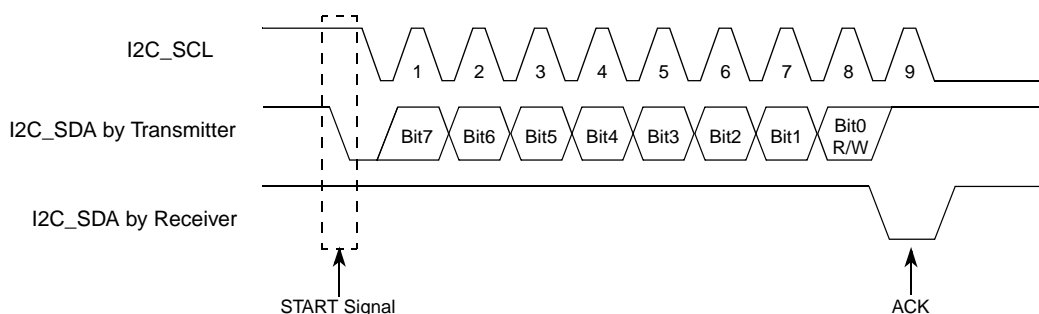 I2C_SCL
1 2 3 4 5 6 7 8 9
I2C_SDA by Transmitter
Bit7 Bit6 Bit5 Bit4 Bit3 Bit2 Bit1 Bit0
R/W
I2C_SDA by Receiver
START Signal ACK